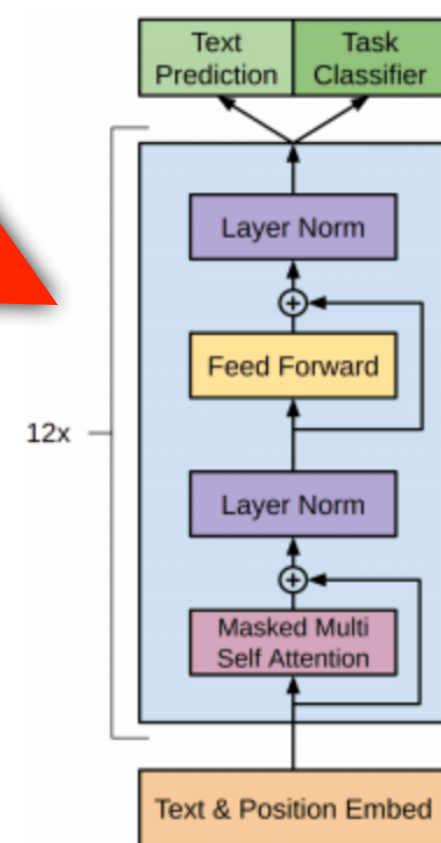 Text
Prediction
Task
Classifier
Layer Norm
+
Feed Forward
12x
Layer Norm
+
Masked Multi
Self Attention
Text & Position Embed